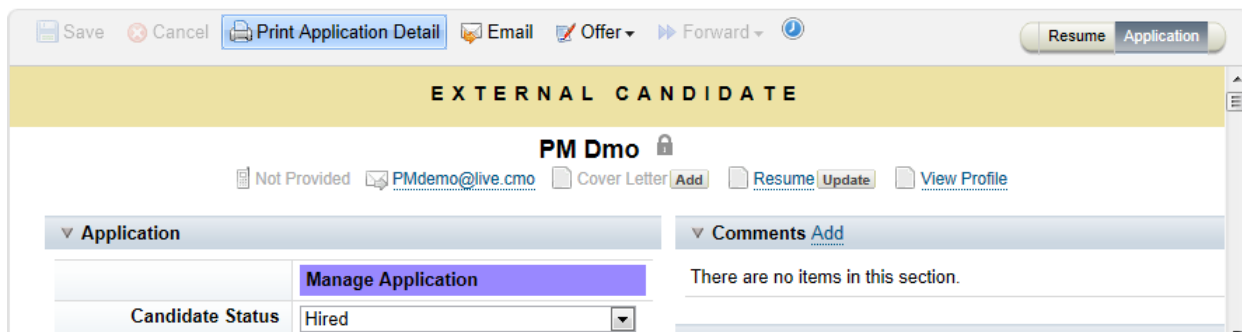 Save Cancel Print Application Detail Email Offer Forward Resume Application
EXTERNAL CANDIDATE
PM Dmo
Not Provided PMdemo@live.cmo Cover Letter Add Resume Update View Profile
Application
Comments Add
Manage Application
There are no items in this section.
Candidate Status Hired